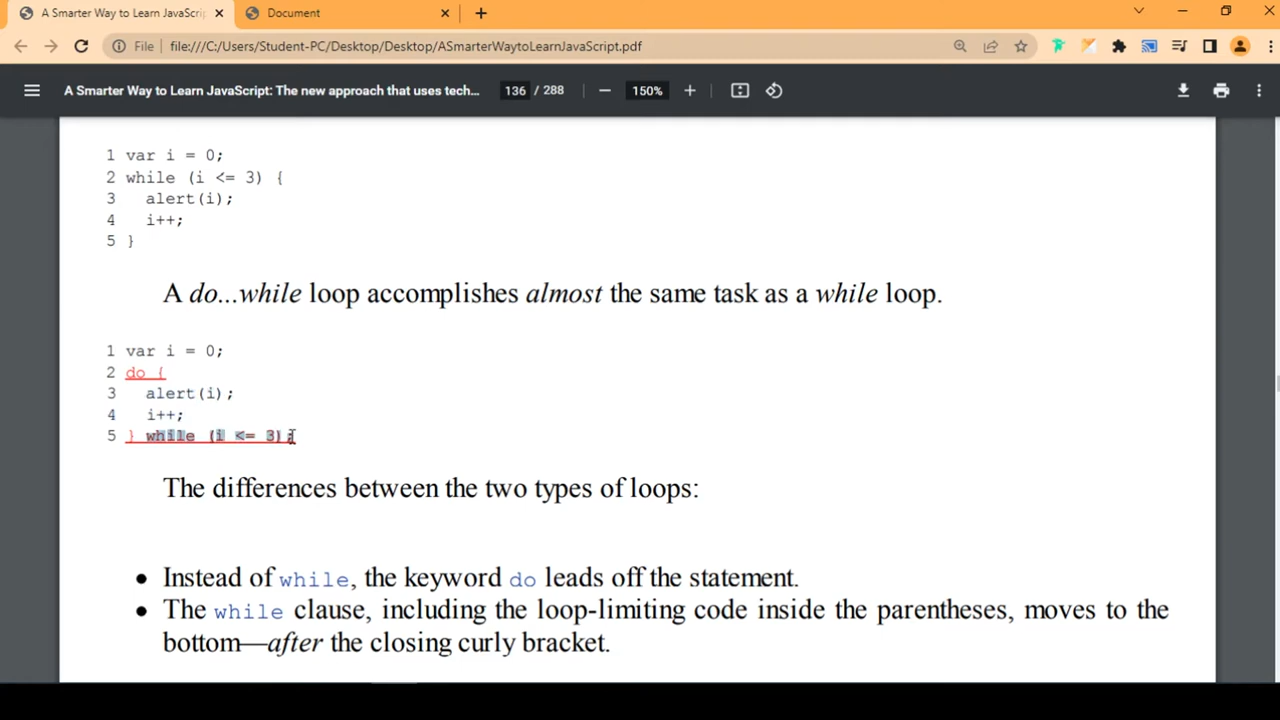 A Smarter Way to Learn JavaScrip
Document
File
file:///C:/Users/Student-PC/Desktop/Desktop/ASmarterWaytoLearnJavaScript.pdf
A Smarter Way to Learn JavaScript: The new approach that uses tech...
136 / 288
150%
1 var i = 0;
2 while (i <= 3) {
3 alert(i);
4 i++;
5 }
A do...while loop accomplishes almost the same task as a while loop.
1 var i = 0;
2 do {
3 alert(i);
4 i++;
5 } while (i <= 3);
The differences between the two types of loops:
• Instead of while, the keyword do leads off the statement.
• The while clause, including the loop-limiting code inside the parentheses, moves to the
bottom—after the closing curly bracket.